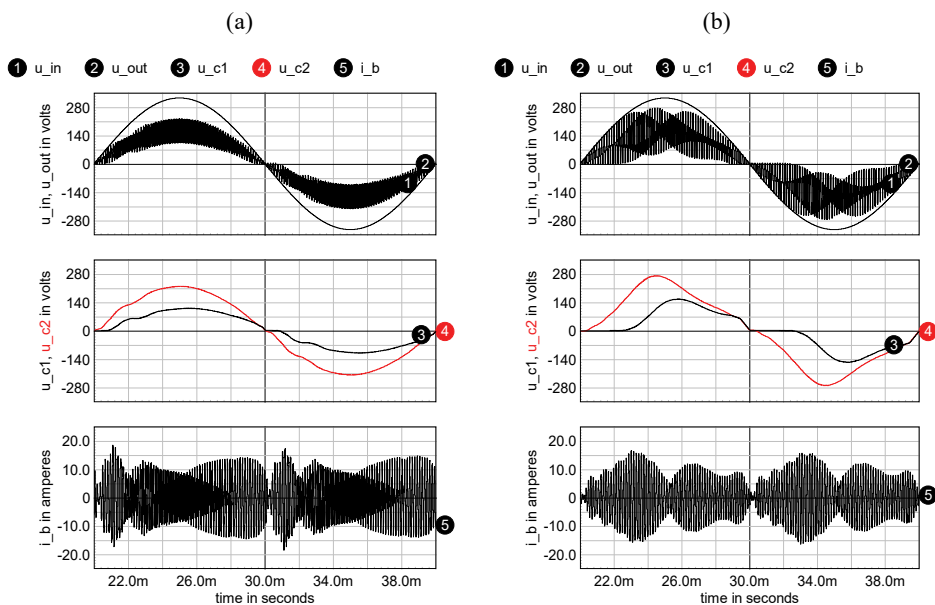 (a)
(b)
1 u_in 2 u_out 3 u_c1 4 u_c2 5 i_b
1 u_in 2 u_out 3 u_c1 4 u_c2 5 i_b
u_in, u_out in volts
280
140
0
-140
-280
1
2
u_in, u_out in volts
280
140
0
-140
-280
1
2
u_c1, u_c2 in volts
280
140
0
-140
-280
3
4
u_c1, u_c2 in volts
280
140
0
-140
-280
3
4
i_b in amperes
20.0
10.0
0
-10.0
-20.0
5
i_b in amperes
20.0
10.0
0
-10.0
-20.0
5
22.0m 26.0m 30.0m 34.0m 38.0m
time in seconds
22.0m 26.0m 30.0m 34.0m 38.0m
time in seconds